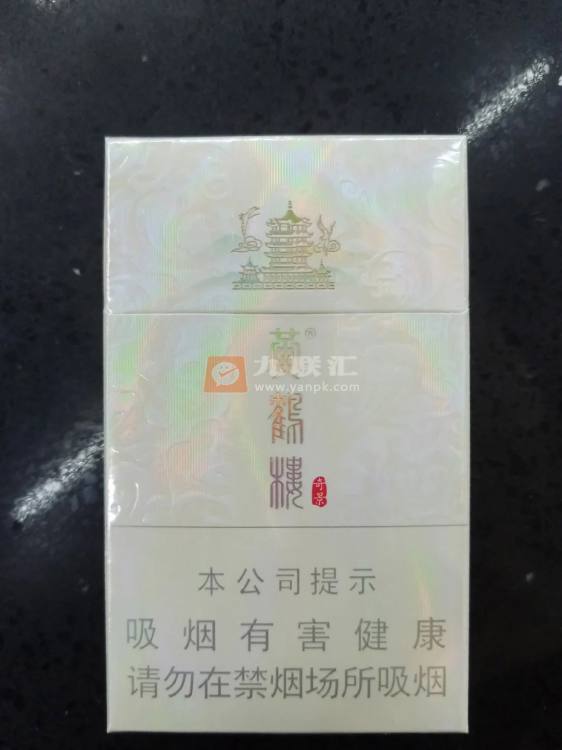 黄鹤楼®
奇景
九联汇
www.yanpk.com
本公司提示
吸烟有害健康
请勿在禁烟场所吸烟